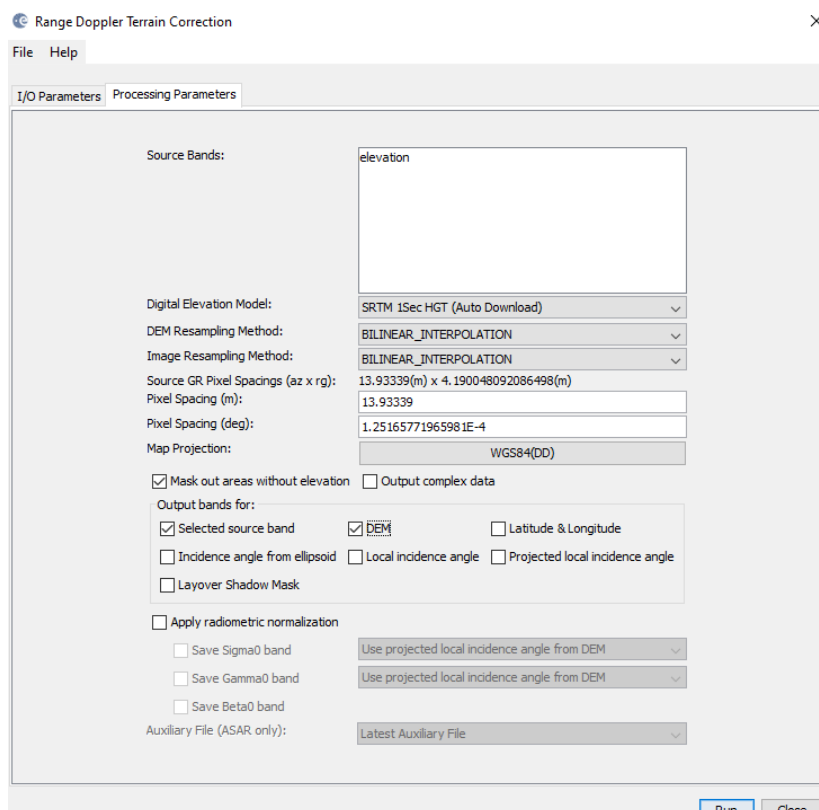 Range Doppler Terrain Correction
File Help
I/O Parameters Processing Parameters
Source Bands: elevation
Digital Elevation Model: SRTM 1Sec HGT (Auto Download)
DEM Resampling Method: BILINEAR_INTERPOLATION
Image Resampling Method: BILINEAR_INTERPOLATION
Source GR Pixel Spacings (az x rg): 13.93339(m) x 4.190048092086498(m)
Pixel Spacing (m): 13.93339
Pixel Spacing (deg): 1.25165771965981E-4
Map Projection: WGS84(DD)
Mask out areas without elevation Output complex data
Output bands for:
Selected source band DEM Latitude & Longitude
Incidence angle from ellipsoid Local incidence angle Projected local incidence angle
Layover Shadow Mask
Apply radiometric normalization
Save Sigma0 band Use projected local incidence angle from DEM
Save Gamma0 band Use projected local incidence angle from DEM
Save Beta0 band
Auxiliary File (ASAR only): Latest Auxiliary File
Run Close